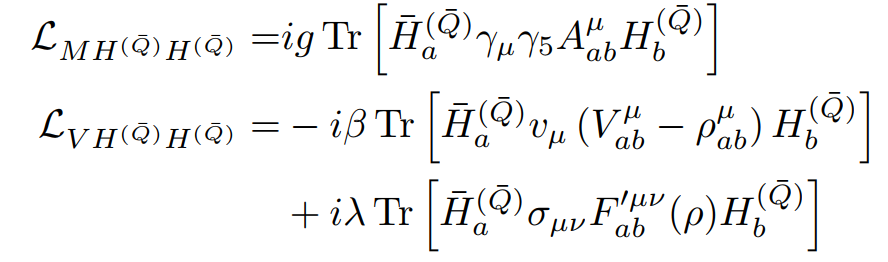 \mathcal{L}_{MH^{(\bar{Q})}H^{(\bar{Q})}} = ig \, \mathrm{Tr} \left[ \bar{H}_a^{(\bar{Q})} \gamma_\mu \gamma_5 A_{ab}^\mu H_b^{(\bar{Q})} \right]
\mathcal{L}_{VH^{(\bar{Q})}H^{(\bar{Q})}} = -i\beta \, \mathrm{Tr} \left[ \bar{H}_a^{(\bar{Q})} v_\mu \left( V_{ab}^\mu - \rho_{ab}^\mu \right) H_b^{(\bar{Q})} \right]
+ i\lambda \, \mathrm{Tr} \left[ \bar{H}_a^{(\bar{Q})} \sigma_{\mu\nu} F_{ab}^{\prime\mu\nu}(\rho) H_b^{(\bar{Q})} \right]